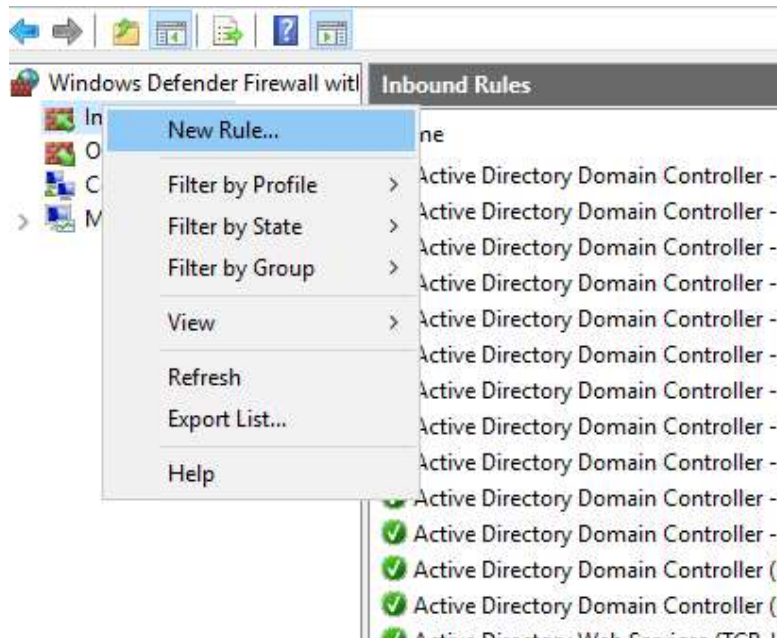 Windows Defender Firewall witl
Inbound Rules
In
New Rule...
ne
O
C
Filter by Profile
Active Directory Domain Controller -
M
Filter by State
Active Directory Domain Controller -
Active Directory Domain Controller -
Filter by Group
Active Directory Domain Controller -
View
Active Directory Domain Controller -
Active Directory Domain Controller -
Refresh
Active Directory Domain Controller -
Export List...
Active Directory Domain Controller -
Help
Active Directory Domain Controller -
Active Directory Domain Controller -
Active Directory Domain Controller -
Active Directory Domain Controller (
Active Directory Domain Controller (
Active Directory Web Services (TCP-I